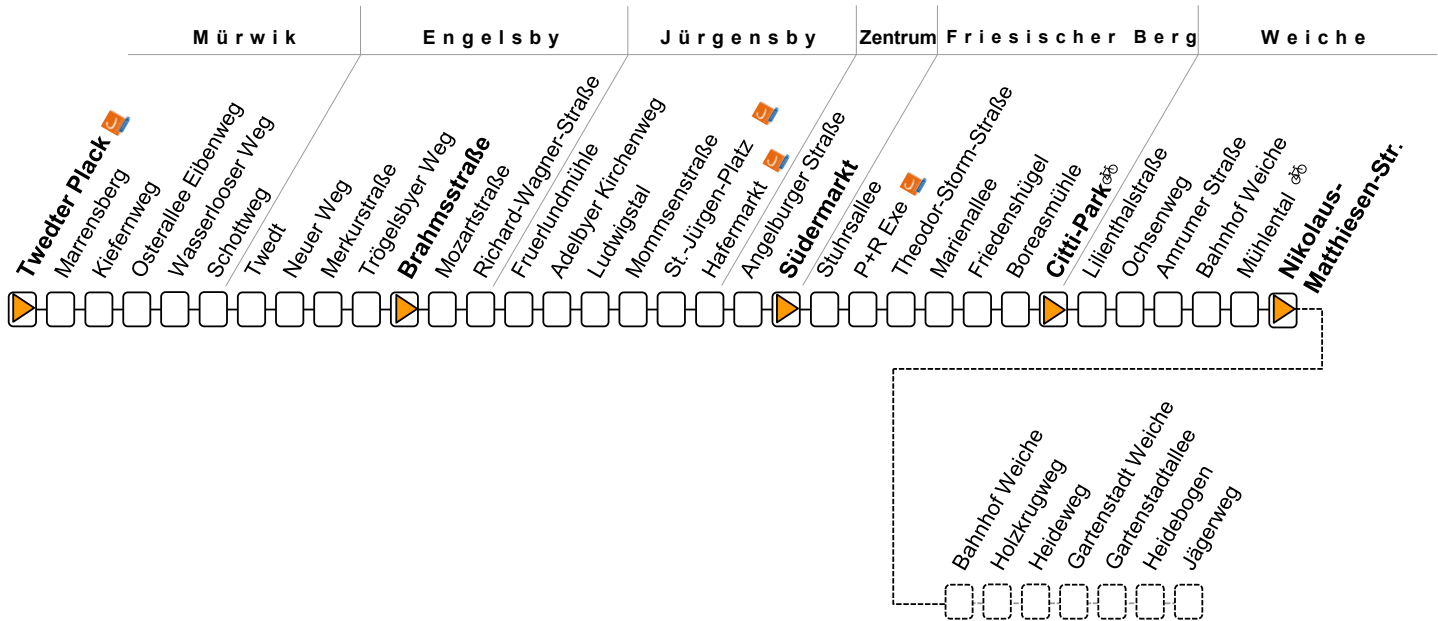 Mürwik
Engelsby
Jürgensby
Zentrum
Friesischer Berg
Weiche
Twedter Plack
Marrensberg
Kiefernweg
Osterallee Eibenweg
Wasserlooser Weg
Schottweg
Twedt
Neuer Weg
Merkurstraße
Trögelsbyer Weg
Brahmsstraße
Mozartstraße
Richard-Wagner-Straße
Fruerlundmühle
Adelbyer Kirchenweg
Ludwigstal
Mommsenstraße
St.-Jürgen-Platz
Hafermarkt
Angelburger Straße
Südermarkt
Stuhrsallee
P+R Exe
Theodor-Storm-Straße
Marienallee
Friedenshügel
Boreasmühle
Citti-Park
Lilienthalstraße
Ochsenweg
Amrumer Straße
Bahnhof Weiche
Mühlental
Nikolaus-
Matthiesen-Str.
Bahnhof Weiche
Holzkrugweg
Heideweg
Gartenstadt Weiche
Gartenstadtallee
Heidebogen
Jägerweg